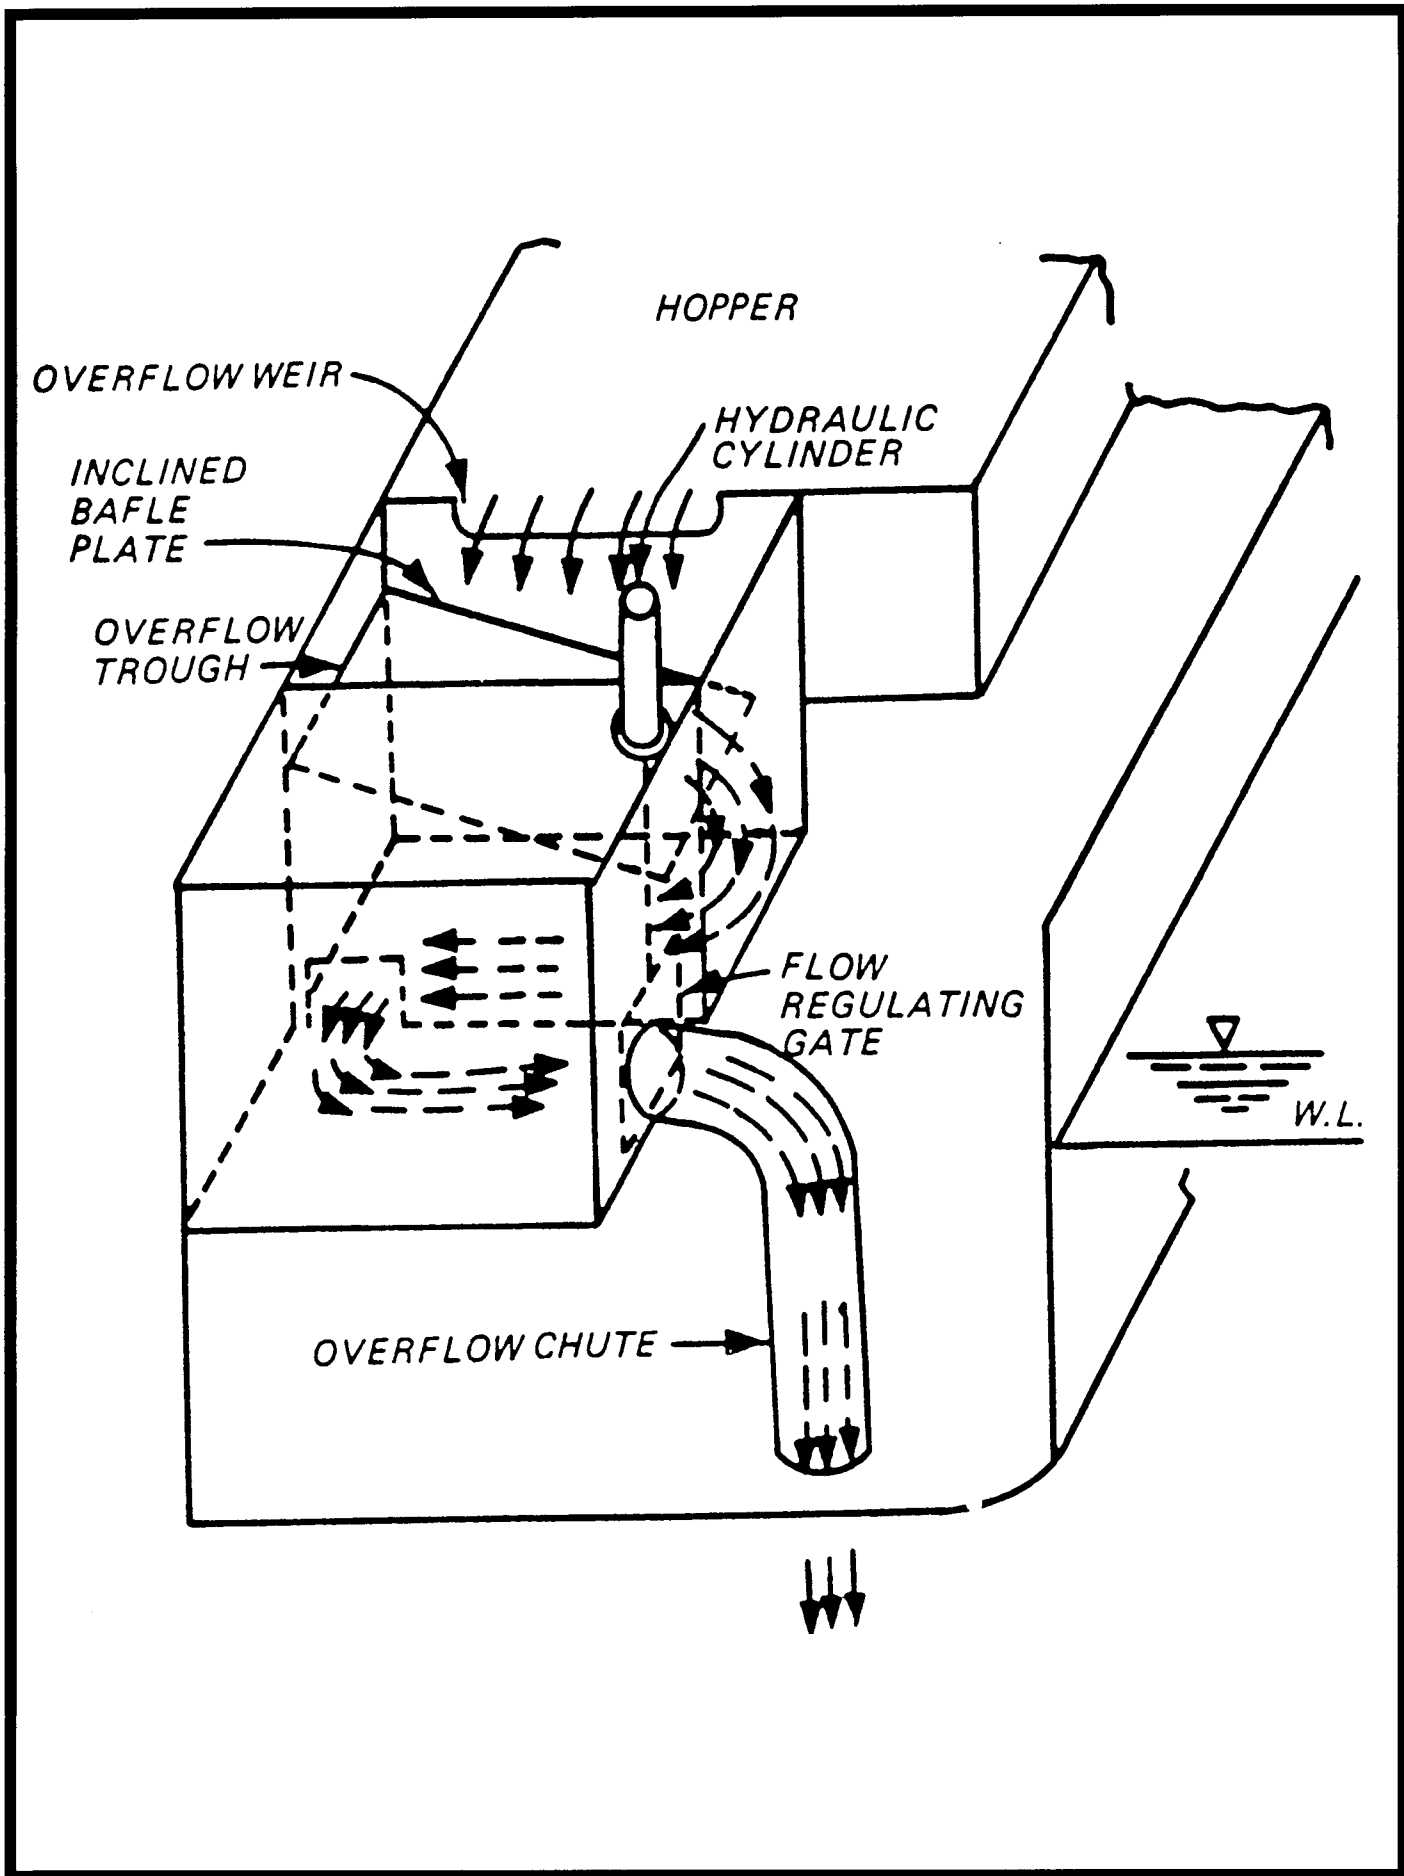 HOPPER
OVERFLOW WEIR
HYDRAULIC
CYLINDER
INCLINED
BAFLE
PLATE
OVERFLOW
TROUGH
FLOW
REGULATING
GATE
W.L.
OVERFLOW CHUTE